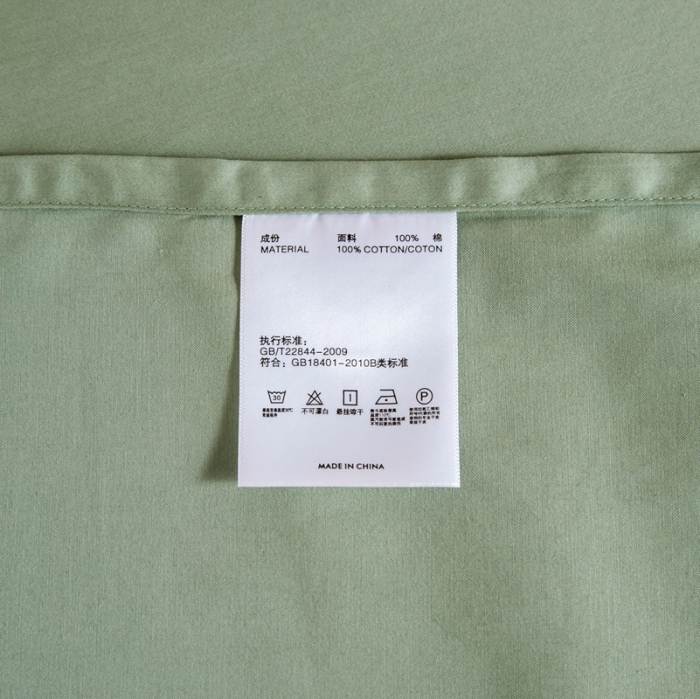 成份 面料 100% 棉
MATERIAL 100% COTTON/COTON
执行标准：
GB/T22844-2009
符合：GB18401-2010B类标准
30 P
不可漂白 悬挂晾干
MADE IN CHINA